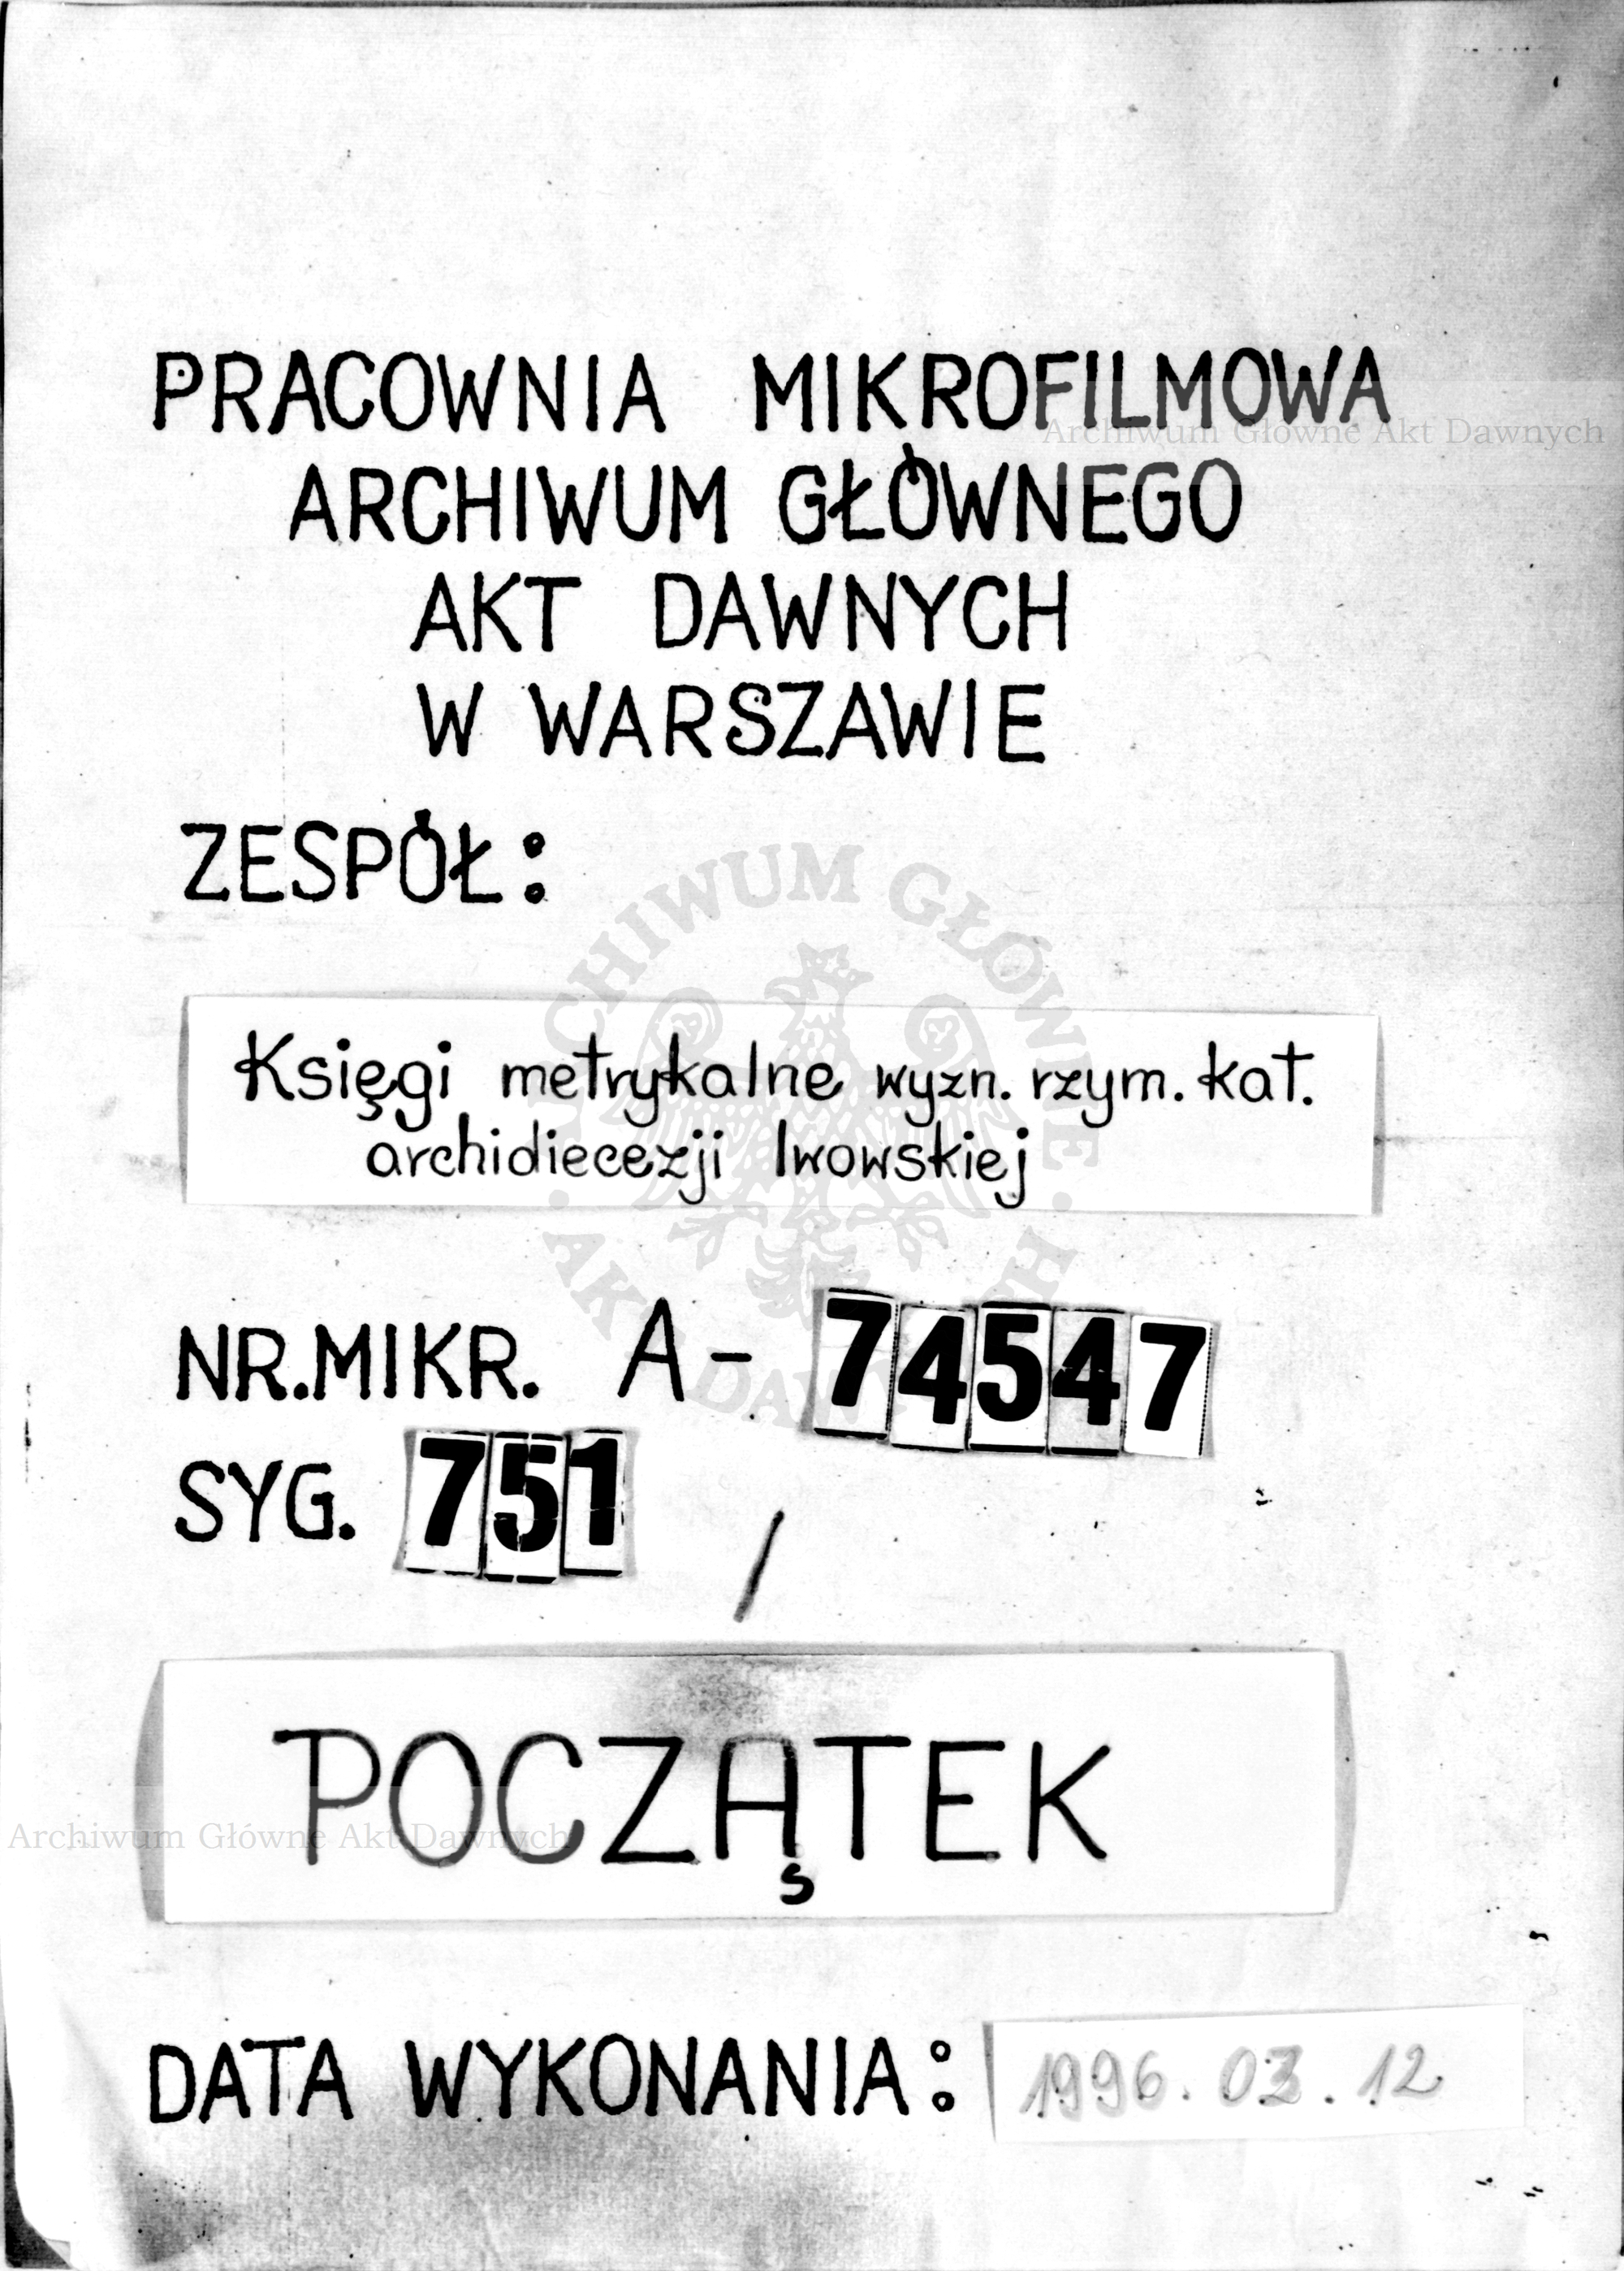 PRACOWNIA MIKROFILMOWA
Archiwum Główne Akt Dawnych
ARCHIWUM GŁÓWNEGO
AKT DAWNYCH
W WARSZAWIE
ZESPÓŁ:
Księgi metrykalne wyzn. rzym. kat.
archidiecezji lwowskiej
NR.MIKR. A- 74547
SYG. 751 /
POCZĄTEK
Archiwum Główne Akt Dawnych
DATA WYKONANIA: 1996.03.12